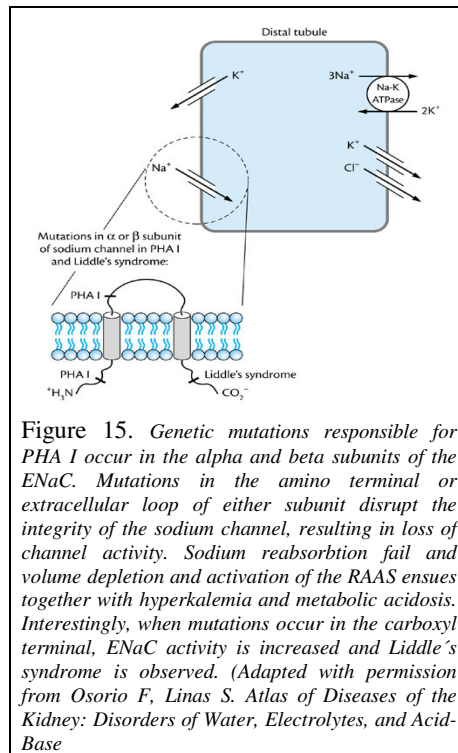 Distal tubule
K⁺
3Na⁺
Na-K
ATPase
2K⁺
K⁺
Cl⁻
Na⁺
Mutations in α or β subunit
of sodium channel in PHA I
and Liddle's syndrome:
PHA I
PHA I
Liddle's syndrome
⁺H₃N
CO₂⁻
Figure 15. Genetic mutations responsible for
PHA I occur in the alpha and beta subunits of the
ENaC. Mutations in the amino terminal or
extracellular loop of either subunit disrupt the
integrity of the sodium channel, resulting in loss of
channel activity. Sodium reabsorbtion fail and
volume depletion and activation of the RAAS ensues
together with hyperkalemia and metabolic acidosis.
Interestingly, when mutations occur in the carboxyl
terminal, ENaC activity is increased and Liddle´s
syndrome is observed. (Adapted with permission
from Osorio F, Linas S. Atlas of Diseases of the
Kidney: Disorders of Water, Electrolytes, and Acid-
Base